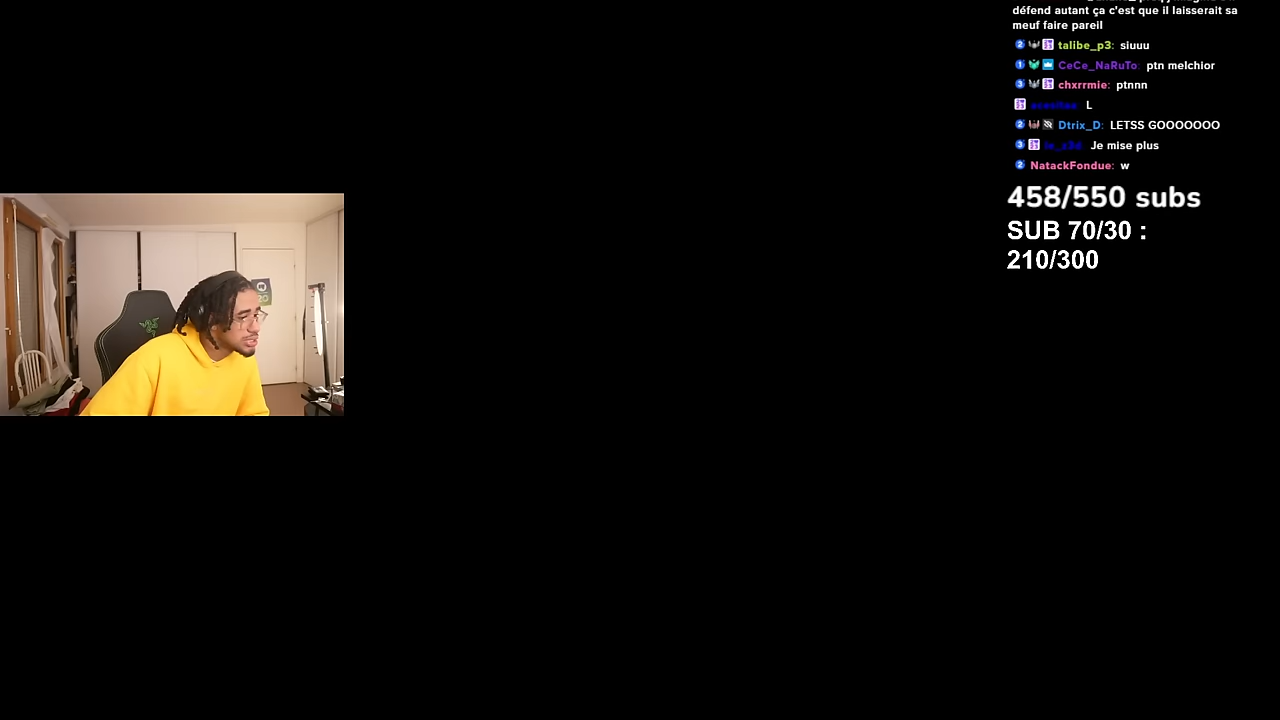 défend autant ça c'est que il laisserait sa
meuf faire pareil
talibe_p3: siuuu
CeCe_NaRuTo: ptn melchior
chxrrmie: ptnnn
L
Dtrix_D: LETSS GOOOOOOO
Je mise plus
NatackFondue: w
458/550 subs
SUB 70/30 :
210/300